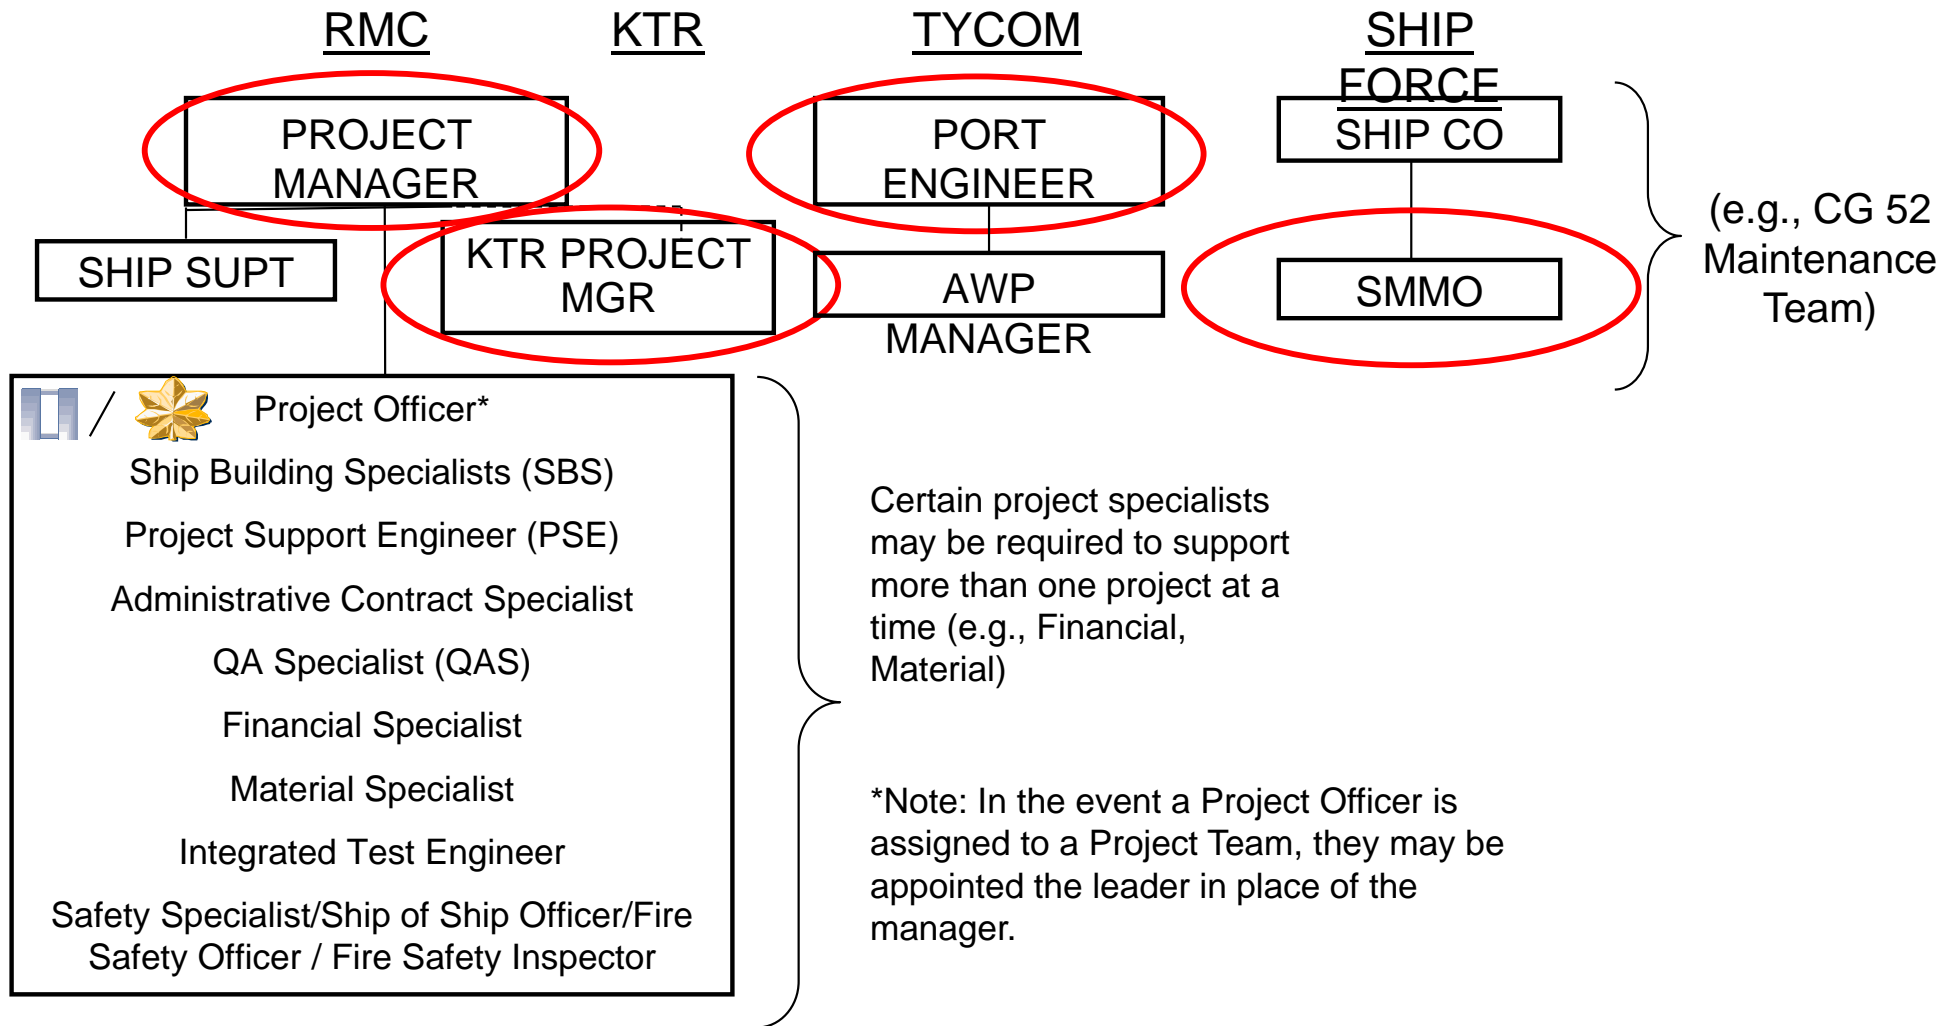 RMC
KTR
TYCOM
SHIP
FORCE
PROJECT
MANAGER
PORT
ENGINEER
SHIP CO
SHIP SUPT
KTR PROJECT
MGR
AWP
MANAGER
SMMO
(e.g., CG 52
Maintenance
Team)
/
Project Officer*
Ship Building Specialists (SBS)
Project Support Engineer (PSE)
Administrative Contract Specialist
QA Specialist (QAS)
Financial Specialist
Material Specialist
Integrated Test Engineer
Safety Specialist/Ship of Ship Officer/Fire
Safety Officer / Fire Safety Inspector
Certain project specialists
may be required to support
more than one project at a
time (e.g., Financial,
Material)
*Note: In the event a Project Officer is
assigned to a Project Team, they may be
appointed the leader in place of the
manager.